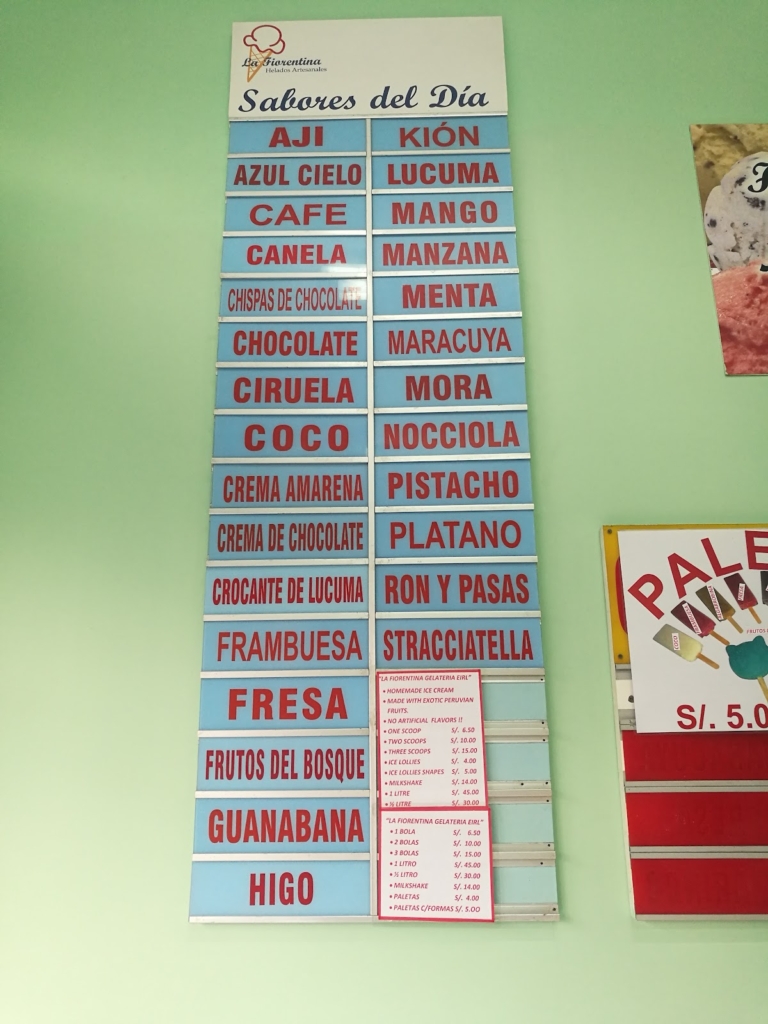 La Fiorentina
Helados Artesanales
Sabores del Día
AJI
AZUL CIELO
CAFE
CANELA
CHISPAS DE CHOCOLATE
CHOCOLATE
CIRUELA
COCO
CREMA AMARENA
CREMA DE CHOCOLATE
CROCANTE DE LUCUMA
FRAMBUESA
FRESA
FRUTOS DEL BOSQUE
GUANABANA
HIGO
KIÓN
LUCUMA
MANGO
MANZANA
MENTA
MARACUYA
MORA
NOCCIOLA
PISTACHO
PLATANO
RON Y PASAS
STRACCIATELLA
"LA FIORENTINA GELATERIA EIRL"
• HOMEMADE ICE CREAM
• MADE WITH EXOTIC PERUVIAN
FRUITS.
• NO ARTIFICIAL FLAVORS !!
• ONE SCOOP S/. 6.50
• TWO SCOOPS S/. 10.00
• THREE SCOOPS S/. 15.00
• ICE LOLLIES S/. 4.00
• ICE LOLLIES SHAPES S/. 5.00
• MILKSHAKE S/. 14.00
• 1 LITRE S/. 45.00
• ½ LITRE S/. 30.00
"LA FIORENTINA GELATERIA EIRL"
• 1 BOLA S/. 6.50
• 2 BOLAS S/. 10.00
• 3 BOLAS S/. 15.00
• 1 LITRO S/. 45.00
• ½ LITRO S/. 30.00
• MILKSHAKE S/. 14.00
• PALETAS S/. 4.00
• PALETAS C/FORMAS S/. 5.00
PALE
COCO
FRUTOS
S/. 5.0